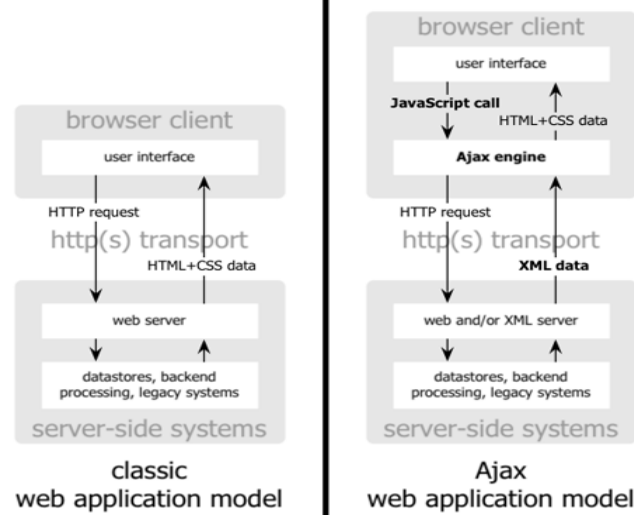 browser client
user interface
HTTP request
http(s) transport
HTML+CSS data
web server
datastores, backend
processing, legacy systems
server-side systems
classic
web application model
browser client
user interface
JavaScript call
HTML+CSS data
Ajax engine
HTTP request
http(s) transport
XML data
web and/or XML server
datastores, backend
processing, legacy systems
server-side systems
Ajax
web application model